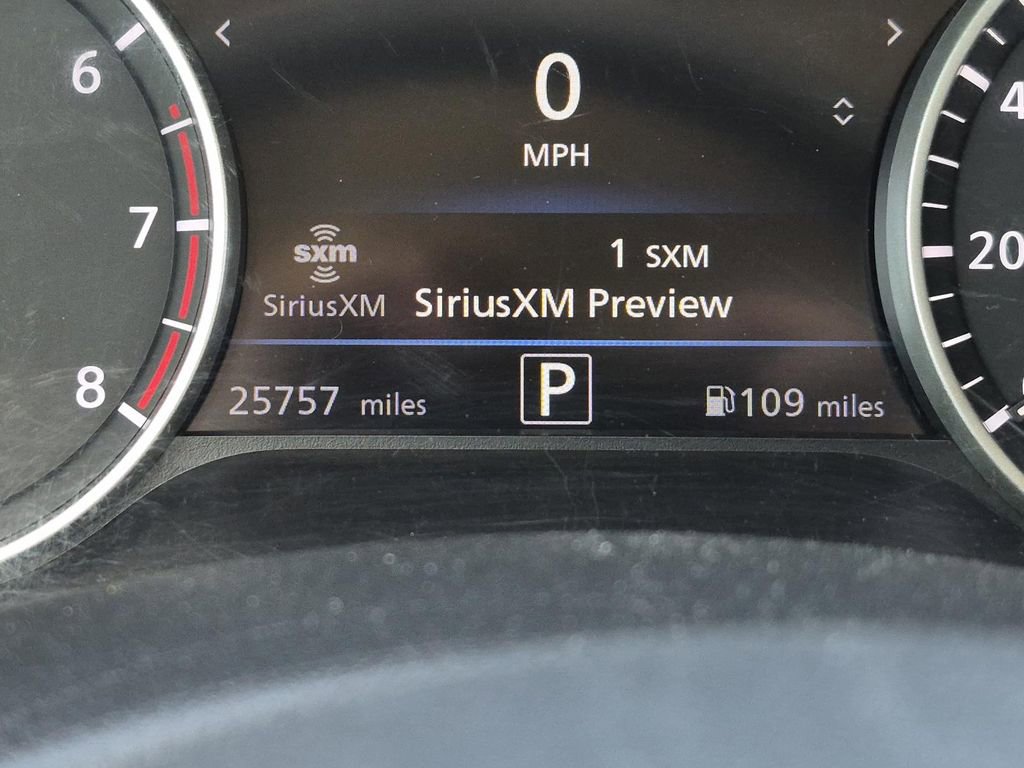 6
7
8
0
MPH
sxm
SiriusXM
1 SXM
SiriusXM Preview
25757 miles
P
109 miles
20